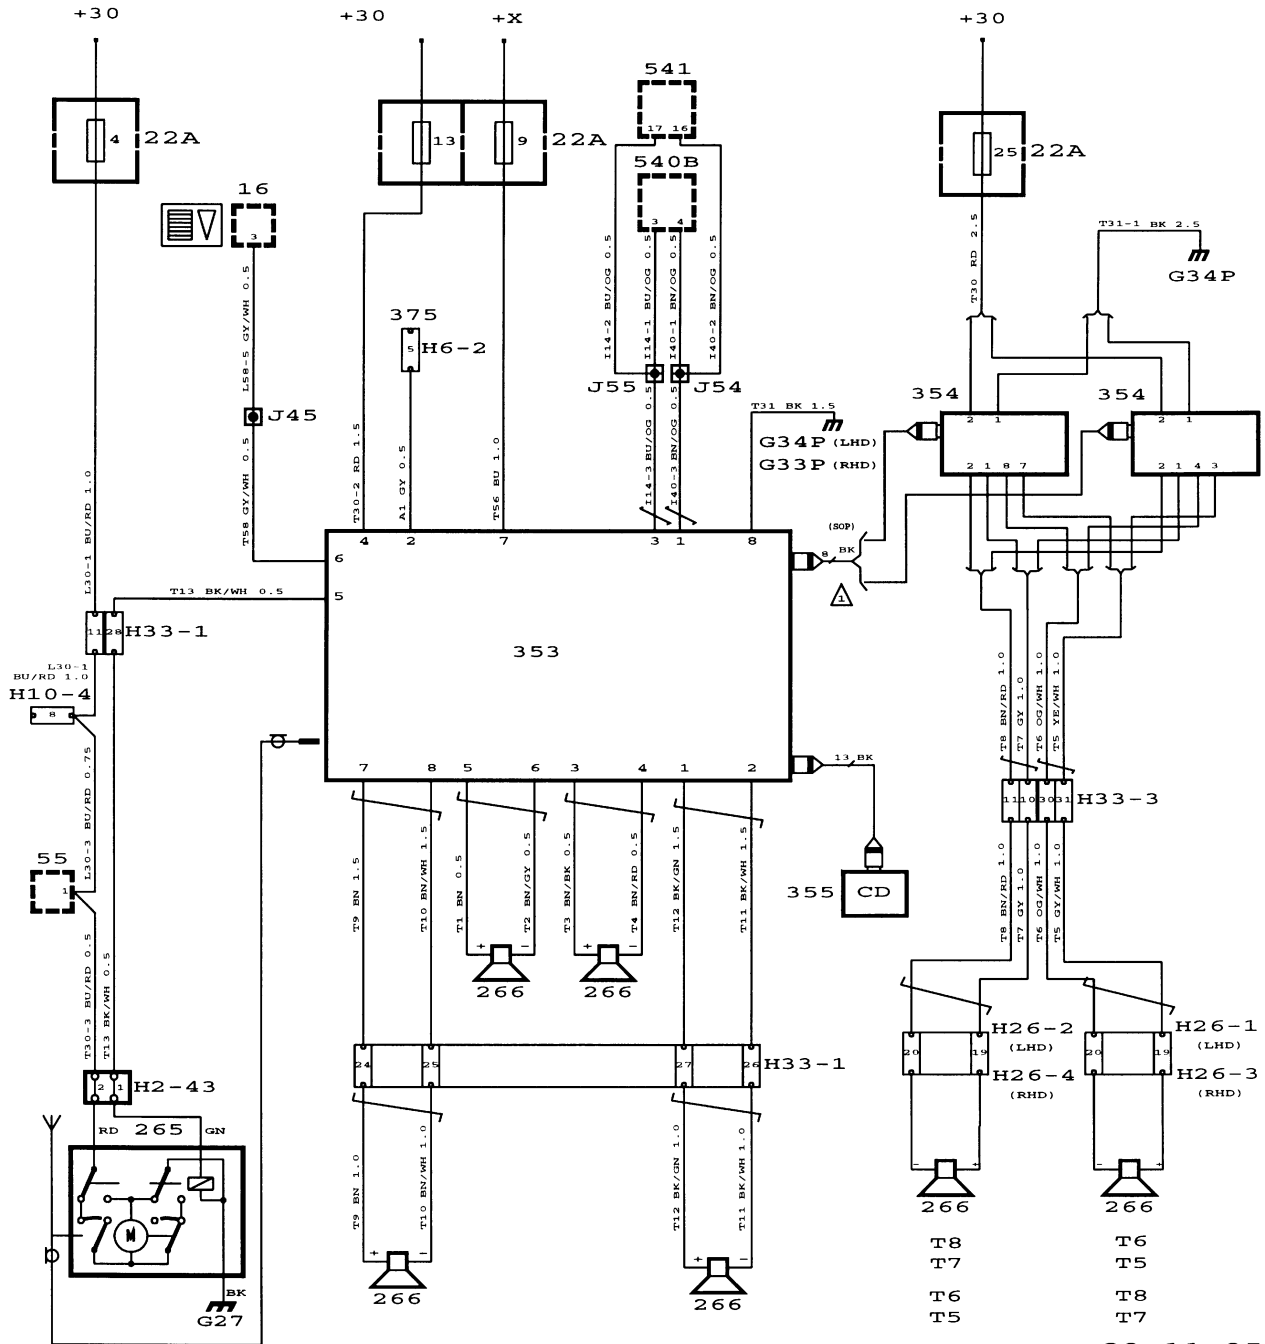 +30
+30
+X
+30
541
17 16
4 22A
13
9 22A
540B
3 4
25 22A
16
3
T31-1 BK 2.5
G34P
T30 RD 2.5
L58-5 GY/WH 0.5
I14-2 BU/OG 0.5
I14-1 BU/OG 0.5
I40-1 BN/OG 0.5
I40-2 BN/OG 0.5
375
5 H6-2
J55
J54
354
354
2 1
2 1
J45
T31 BK 1.5
G34P (LHD)
G33P (RHD)
2 1 8 7
2 1 4 3
L30-1 BU/RD 1.0
T58 GY/WH 0.5
T30-2 RD 1.5
A1 GY 0.5
T56 BU 1.0
I14-3 BU/OG 0.5
I40-3 BN/OG 0.5
(SOP)
4 2 7 3 1 8
6
8 BK
1
5
T13 BK/WH 0.5
11 28 H33-1
353
L30-1
BU/RD 1.0
H10-4
8
T8 BN/RD 1.0
T7 GY 1.0
T6 OG/WH 1.0
T5 YE/WH 1.0
7 8 5 6 3 4 1 2
13 BK
11 10 30 31 H33-3
L30-3 BU/RD 0.75
T9 BN 1.5
T10 BN/WH 1.5
T1 BN 0.5
T2 BN/GY 0.5
T3 BN/BK 0.5
T4 BN/RD 0.5
T12 BK/GN 1.5
T11 BK/WH 1.5
55
1
355 CD
T8 BN/RD 1.0
T7 GY 1.0
T6 OG/WH 1.0
T5 GY/WH 1.0
+ −
+ −
266
266
T30-3 BU/RD 0.5
T13 BK/WH 0.5
24 25 27 26 H33-1
20 19 H26-2
(LHD)
H26-4
(RHD)
20 19 H26-1
(LHD)
H26-3
(RHD)
2 1 H2-43
RD 265 GN
T9 BN 1.0
T10 BN/WH 1.0
T12 BK/GN 1.0
T11 BK/WH 1.0
− +
− +
266
266
M
+ −
+ −
266
266
BK
G27
T8
T7
T6
T5
T6
T5
T8
T7